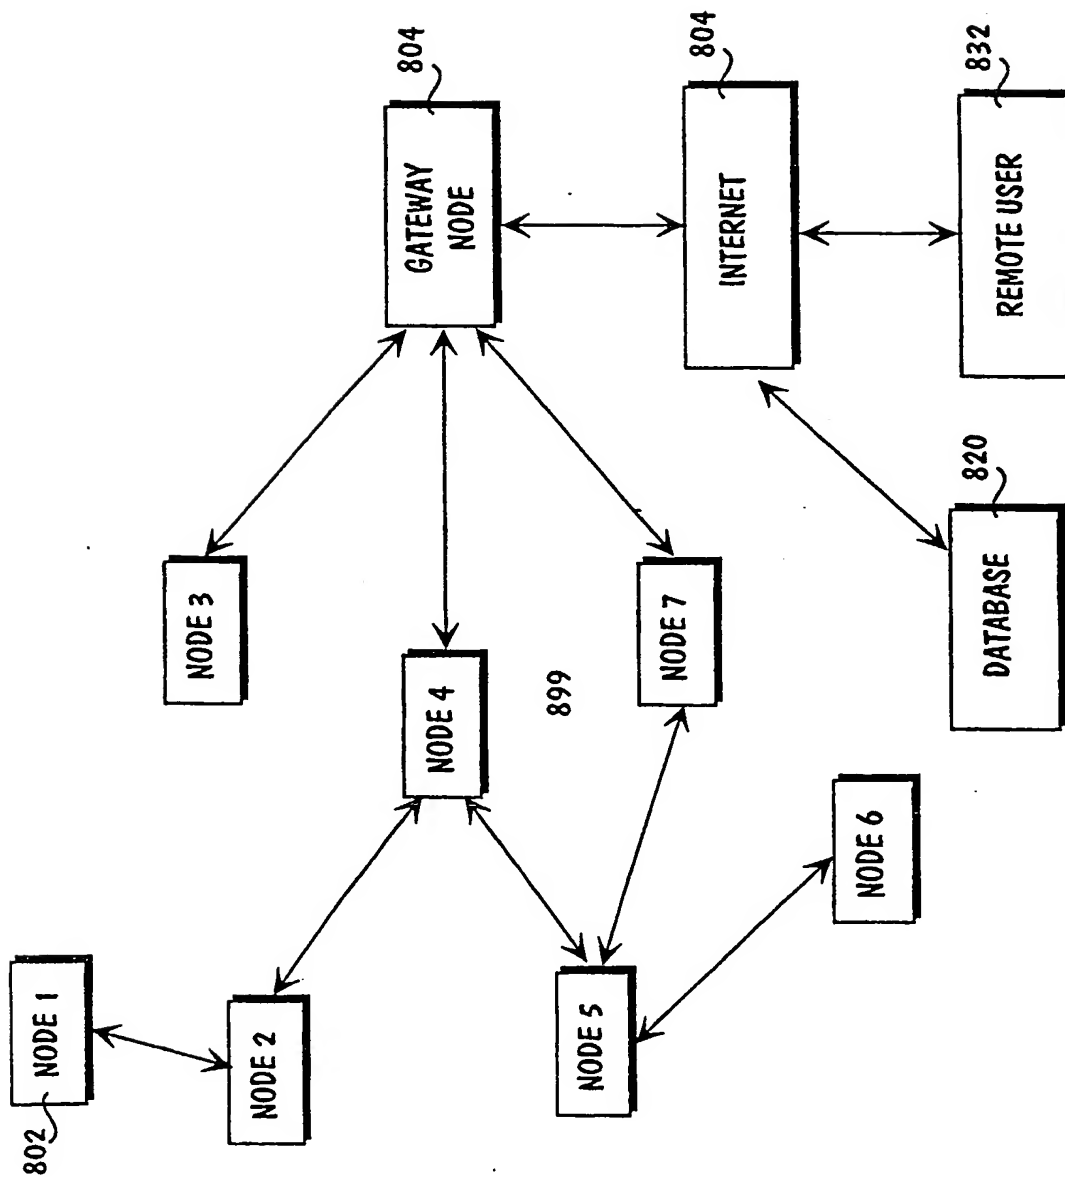 802
NODE 1
NODE 2
NODE 3
NODE 4
NODE 5
899
NODE 7
NODE 6
GATEWAY
NODE
804
INTERNET
804
DATABASE
820
REMOTE USER
832